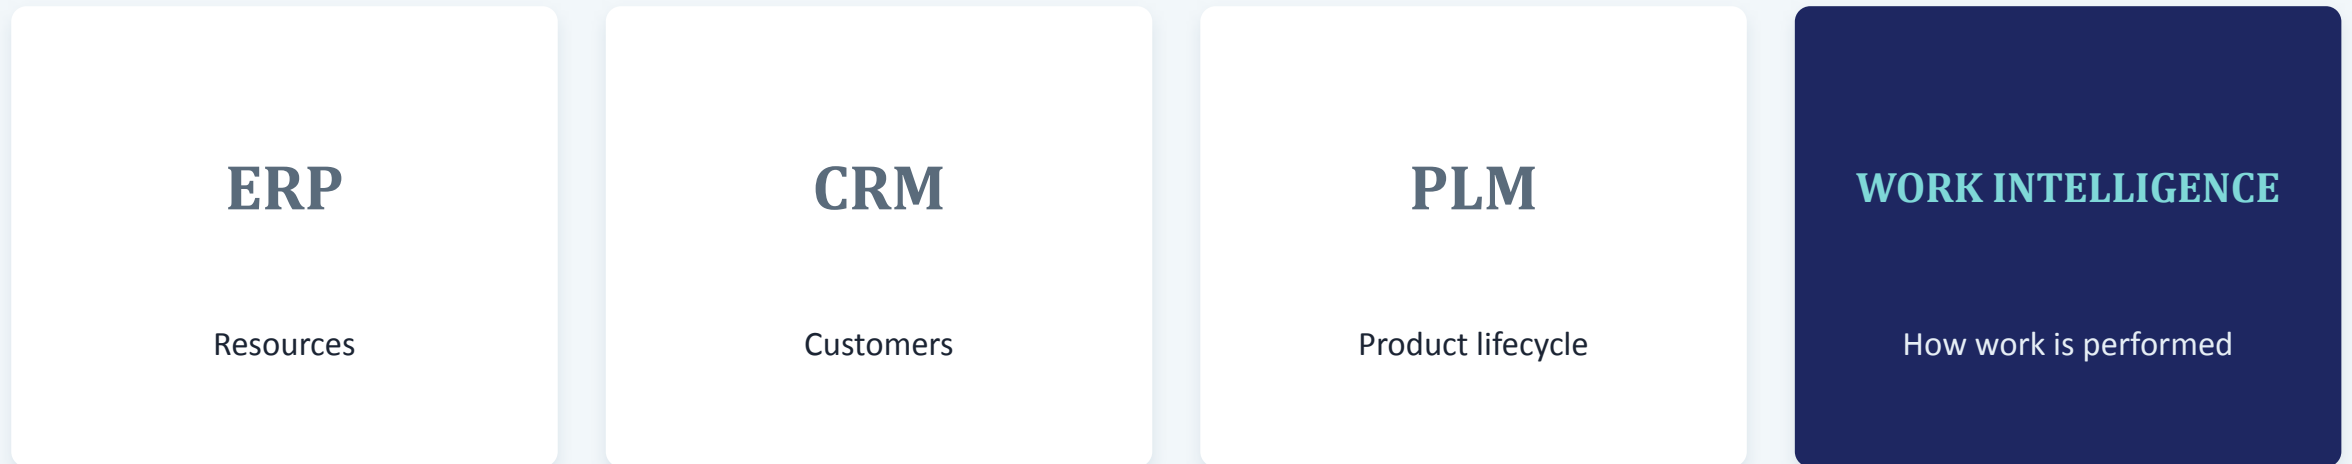 ERP
Resources
CRM
Customers
PLM
Product lifecycle
WORK INTELLIGENCE
How work is performed